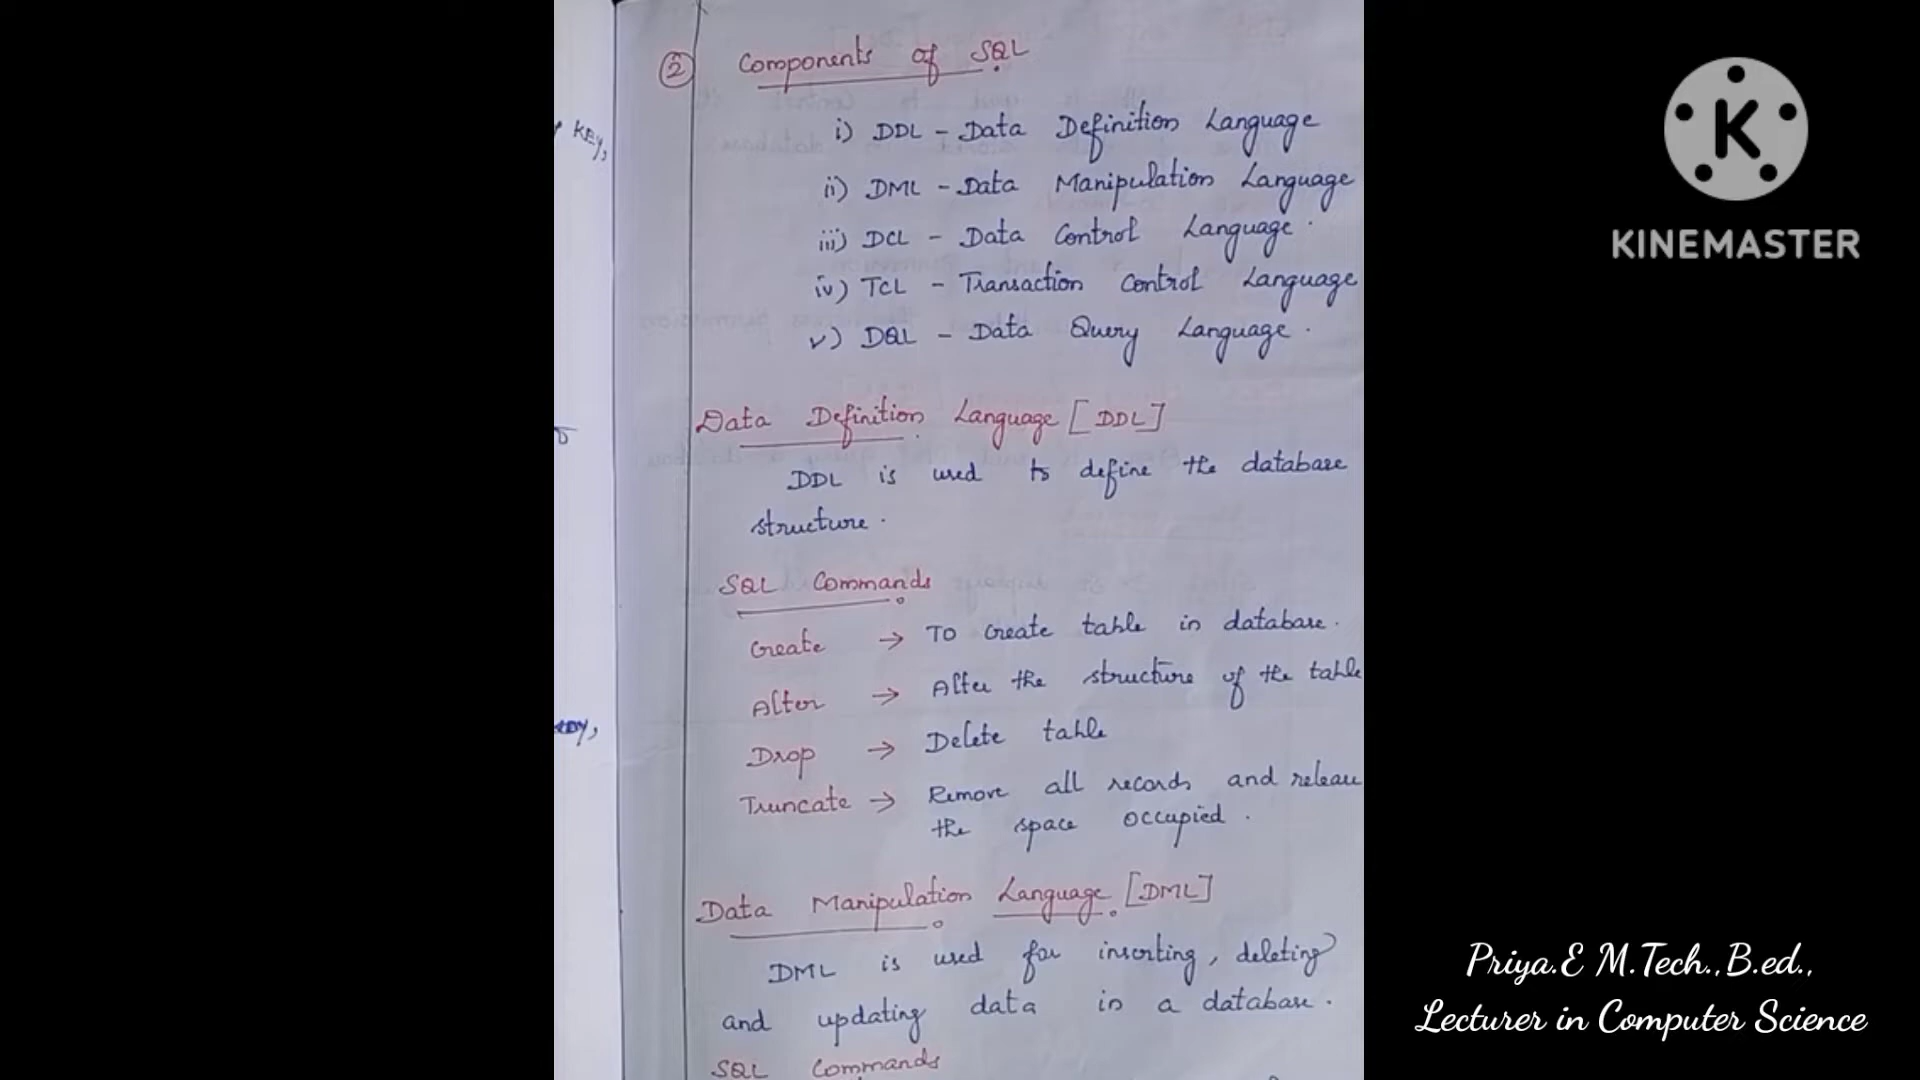 ② Components of SQL
KEY,
i) DDL - Data Definition Language
ii) DML - Data Manipulation Language
iii) DCL - Data Control Language.
iv) TCL - Transaction Control Language
v) DQL - Data Query Language.
Data Definition Language [DDL]
DDL is used to define the database
structure.
SQL Commands
Create → To create table in database.
Alter → Alter the structure of the table
Drop → Delete table
Truncate → Remove all records and release
the space occupied.
Data Manipulation Language [DML]
DML is used for inserting, deleting
and updating data in a database.
SQL Commands
KINEMASTER
Priya.E M.Tech.,B.ed.,
Lecturer in Computer Science